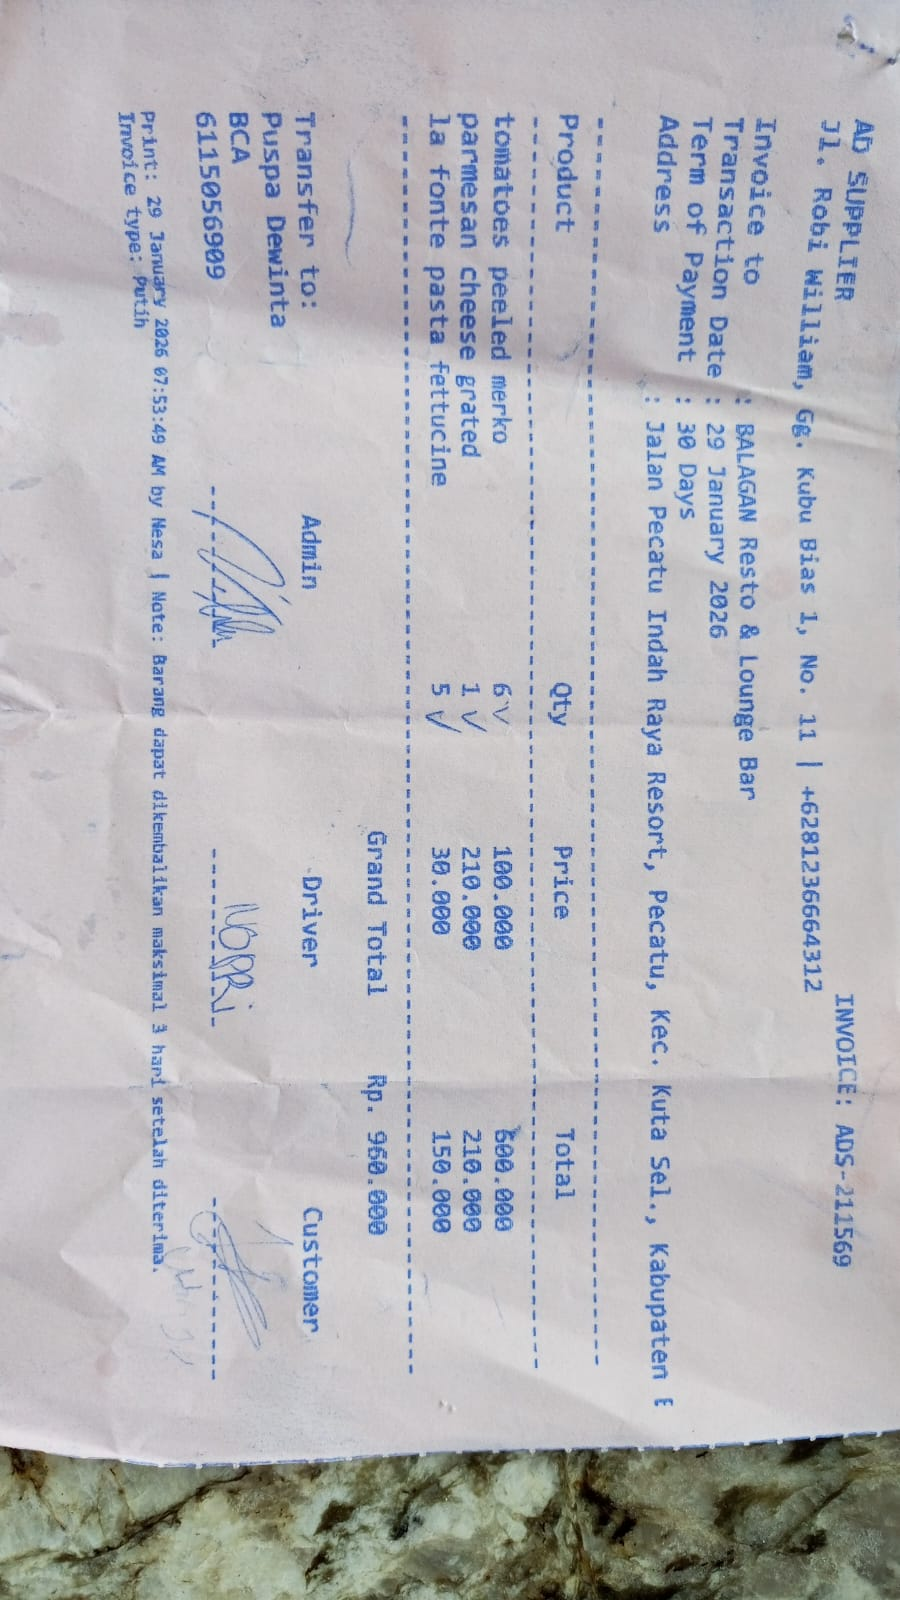 AD SUPPLIER INVOICE: ADS-211569
Jl. Robi William, Gg. Kubu Bias 1, No. 11 | +6281236664312
Invoice to : BALAGAN Resto & Lounge Bar
Transaction Date : 29 January 2026
Term of Payment : 30 Days
Address : Jalan Pecatu Indah Raya Resort, Pecatu, Kec. Kuta Sel., Kabupaten
Product Qty Price Total
tomatoes peeled merko 6 ✓ 100.000 600.000
parmesan cheese grated 1 ✓ 210.000 210.000
la fonte pasta fettucine 5 ✓ 30.000 150.000
Grand Total Rp. 960.000
Transfer to: Admin Driver Customer
Puspa Dewinta
BCA
6115056909 NOPRi
Print: 29 January 2026 07:53:49 AM by Nesa | Note: Barang dapat dikembalikan maksimal 3 hari setelah diterima.
Invoice type: Putih